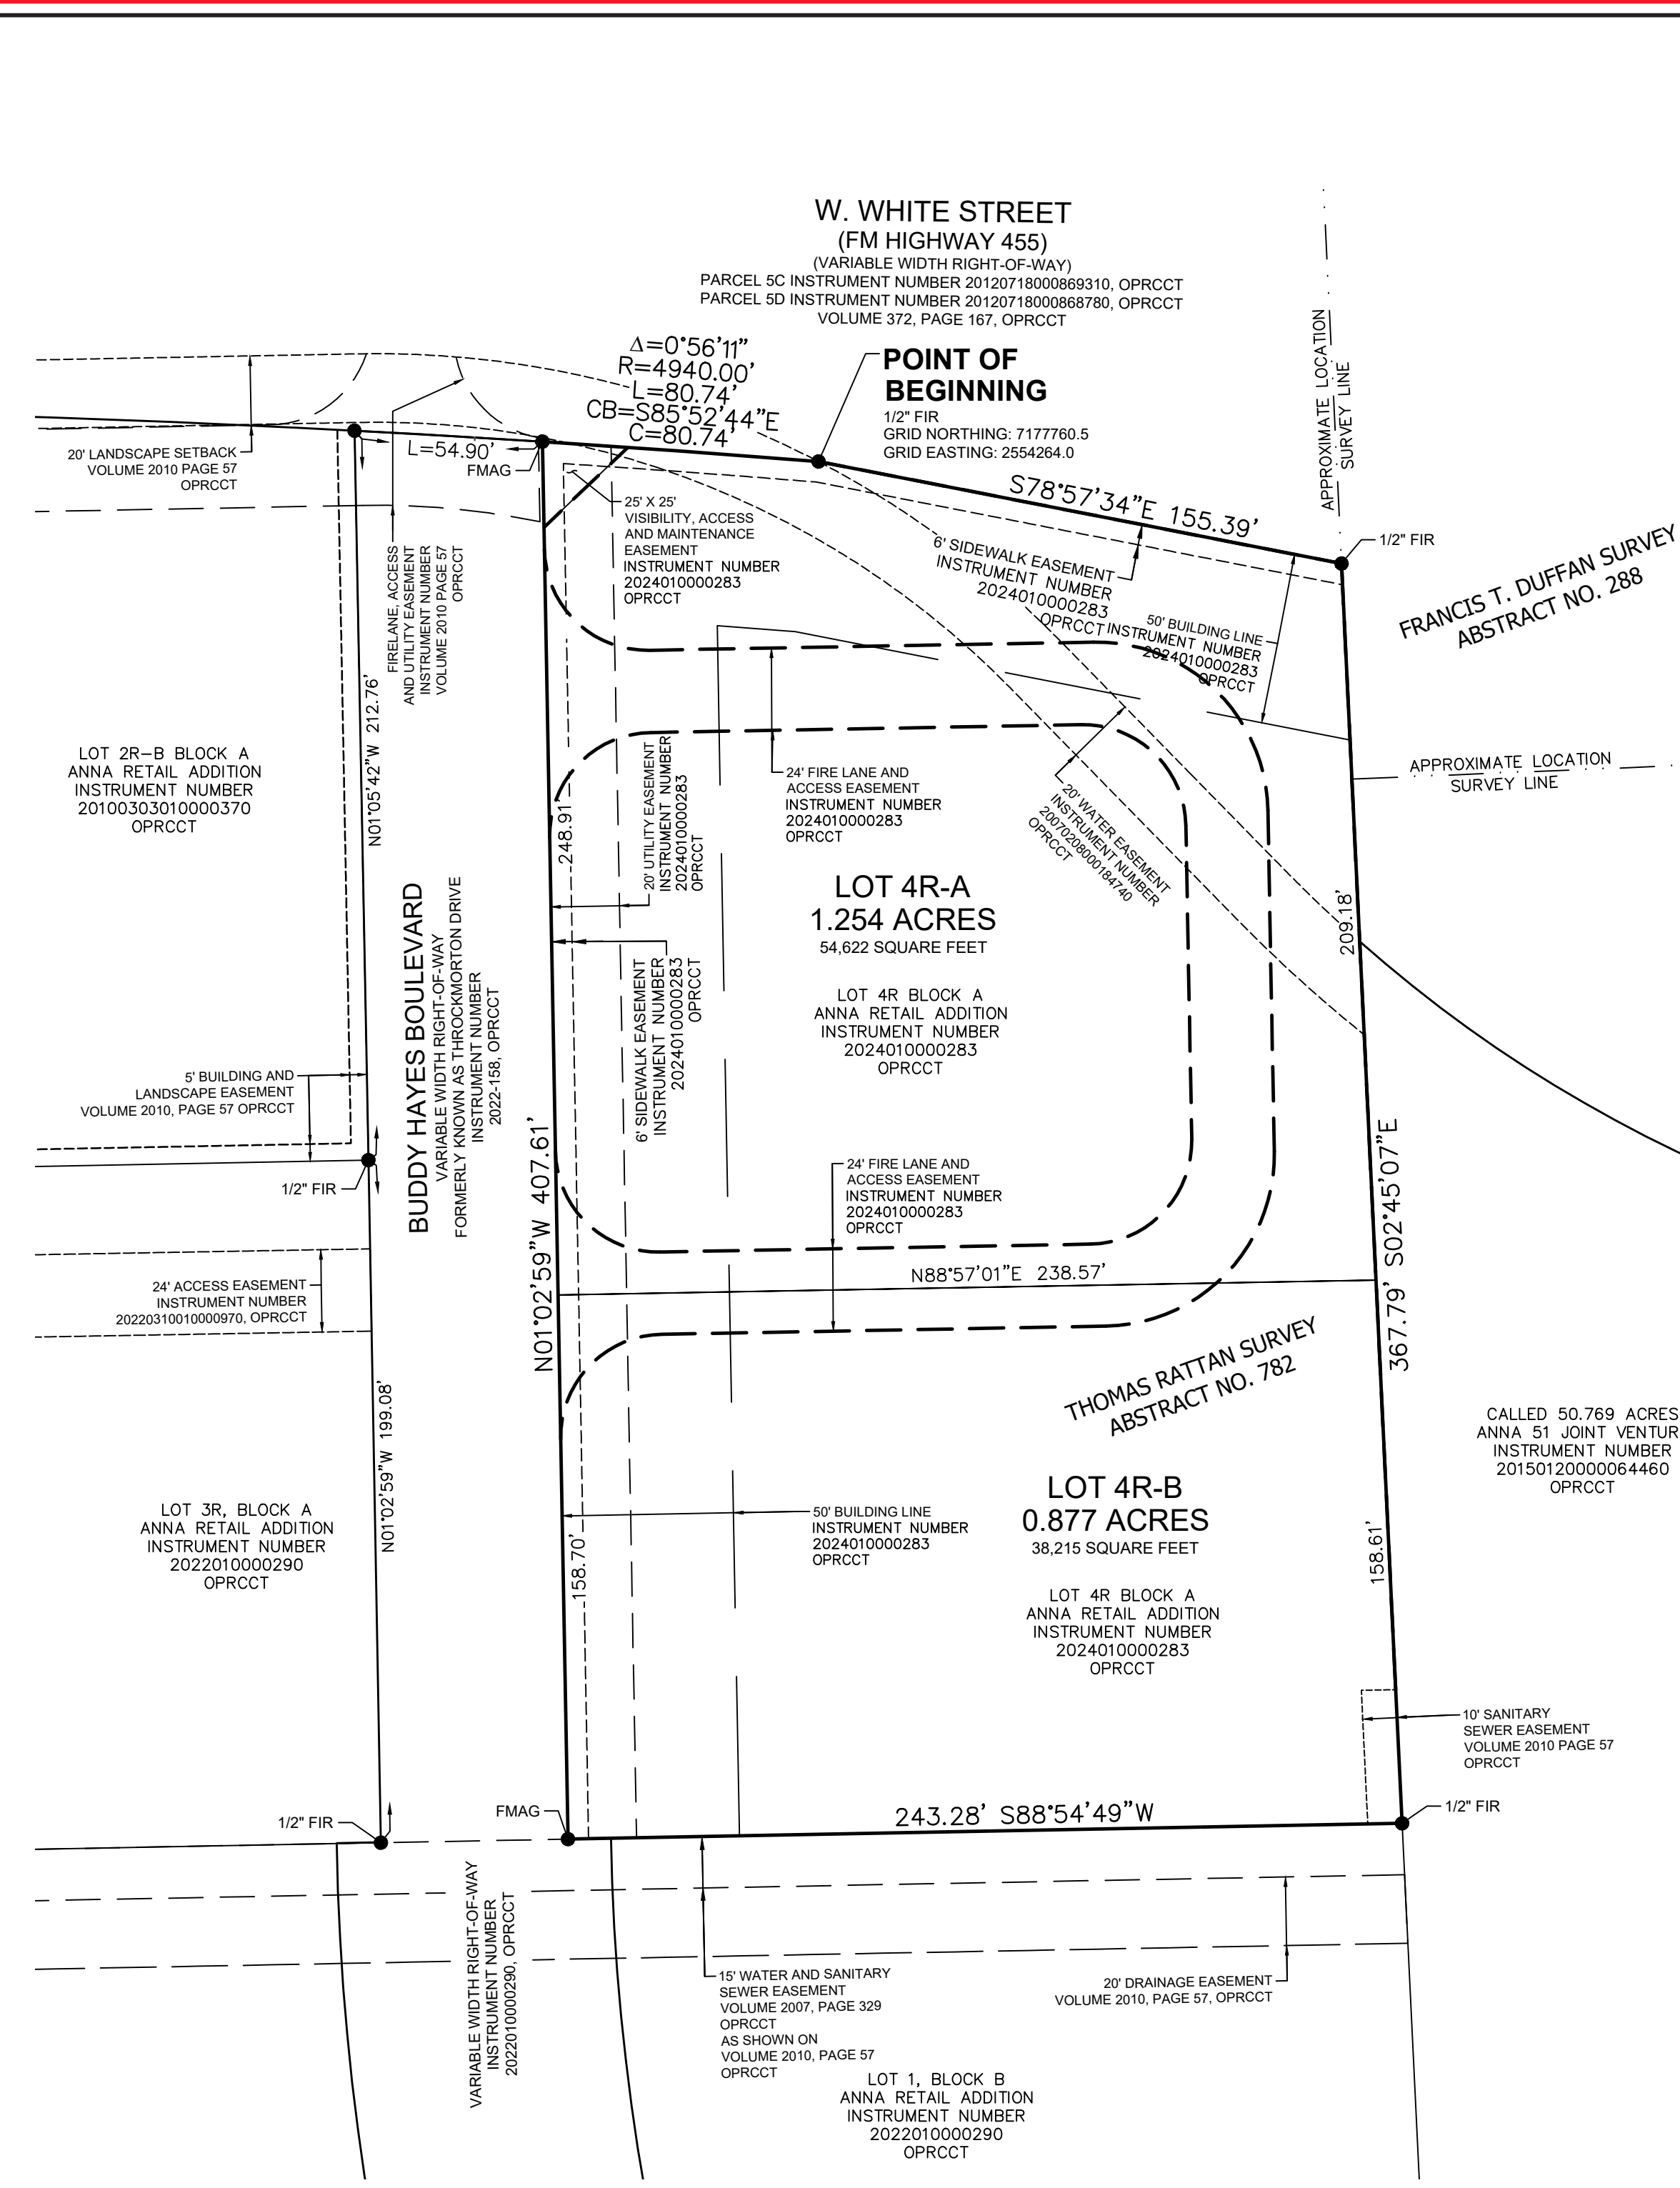 W. WHITE STREET
(FM HIGHWAY 455)
(VARIABLE WIDTH RIGHT-OF-WAY)
PARCEL 5C INSTRUMENT NUMBER 20120718000869310, OPRCCT
PARCEL 5D INSTRUMENT NUMBER 20120718000868780, OPRCCT
VOLUME 372, PAGE 167, OPRCCT
Δ=0°56'11"
R=4940.00'
L=80.74'
CB=S85°52'44"E
C=80.74'
POINT OF
BEGINNING
1/2" FIR
GRID NORTHING: 7177760.5
GRID EASTING: 2554264.0
APPROXIMATE LOCATION
SURVEY LINE
20' LANDSCAPE SETBACK
VOLUME 2010 PAGE 57
OPRCCT
L=54.90'
FMAG
S78°57'34"E 155.39'
1/2" FIR
FRANCIS T. DUFFAN SURVEY
ABSTRACT NO. 288
25' X 25'
VISIBILITY, ACCESS
AND MAINTENANCE
EASEMENT
INSTRUMENT NUMBER
2024010000283
OPRCCT
6' SIDEWALK EASEMENT
INSTRUMENT NUMBER
2024010000283
OPRCCT
50' BUILDING LINE
INSTRUMENT NUMBER
2024010000283
OPRCCT
FIRELANE, ACCESS
AND UTILITY EASEMENT
INSTRUMENT NUMBER
VOLUME 2010 PAGE 57
OPRCCT
N01°05'42"W 212.76'
LOT 2R-B BLOCK A
ANNA RETAIL ADDITION
INSTRUMENT NUMBER
20100303010000370
OPRCCT
248.91'
20' UTILITY EASEMENT
INSTRUMENT NUMBER
2024010000283
OPRCCT
24' FIRE LANE AND
ACCESS EASEMENT
INSTRUMENT NUMBER
2024010000283
OPRCCT
20' WATER EASEMENT
INSTRUMENT NUMBER
20070208000184740
OPRCCT
APPROXIMATE LOCATION
SURVEY LINE
LOT 4R-A
1.254 ACRES
54,622 SQUARE FEET
209.18'
BUDDY HAYES BOULEVARD
VARIABLE WIDTH RIGHT-OF-WAY
FORMERLY KNOWN AS THROCKMORTON DRIVE
INSTRUMENT NUMBER
2022-158, OPRCCT
6' SIDEWALK EASEMENT
INSTRUMENT NUMBER
2024010000283
OPRCCT
LOT 4R BLOCK A
ANNA RETAIL ADDITION
INSTRUMENT NUMBER
2024010000283
OPRCCT
5' BUILDING AND
LANDSCAPE EASEMENT
VOLUME 2010, PAGE 57 OPRCCT
1/2" FIR
N01°02'59"W 407.61'
24' FIRE LANE AND
ACCESS EASEMENT
INSTRUMENT NUMBER
2024010000283
OPRCCT
367.79' S02°45'07"E
N88°57'01"E 238.57'
24' ACCESS EASEMENT
INSTRUMENT NUMBER
20220310010000970, OPRCCT
THOMAS RATTAN SURVEY
ABSTRACT NO. 782
N01°02'59"W 199.08'
CALLED 50.769 ACRES
ANNA 51 JOINT VENTUR
INSTRUMENT NUMBER
20150120000064460
OPRCCT
LOT 3R, BLOCK A
ANNA RETAIL ADDITION
INSTRUMENT NUMBER
2022010000290
OPRCCT
158.70'
50' BUILDING LINE
INSTRUMENT NUMBER
2024010000283
OPRCCT
LOT 4R-B
0.877 ACRES
38,215 SQUARE FEET
158.61'
LOT 4R BLOCK A
ANNA RETAIL ADDITION
INSTRUMENT NUMBER
2024010000283
OPRCCT
10' SANITARY
SEWER EASEMENT
VOLUME 2010 PAGE 57
OPRCCT
1/2" FIR
FMAG
243.28' S88°54'49"W
1/2" FIR
VARIABLE WIDTH RIGHT-OF-WAY
INSTRUMENT NUMBER
2022010000290, OPRCCT
15' WATER AND SANITARY
SEWER EASEMENT
VOLUME 2007, PAGE 329
OPRCCT
AS SHOWN ON
VOLUME 2010, PAGE 57
OPRCCT
20' DRAINAGE EASEMENT
VOLUME 2010, PAGE 57, OPRCCT
LOT 1, BLOCK B
ANNA RETAIL ADDITION
INSTRUMENT NUMBER
2022010000290
OPRCCT